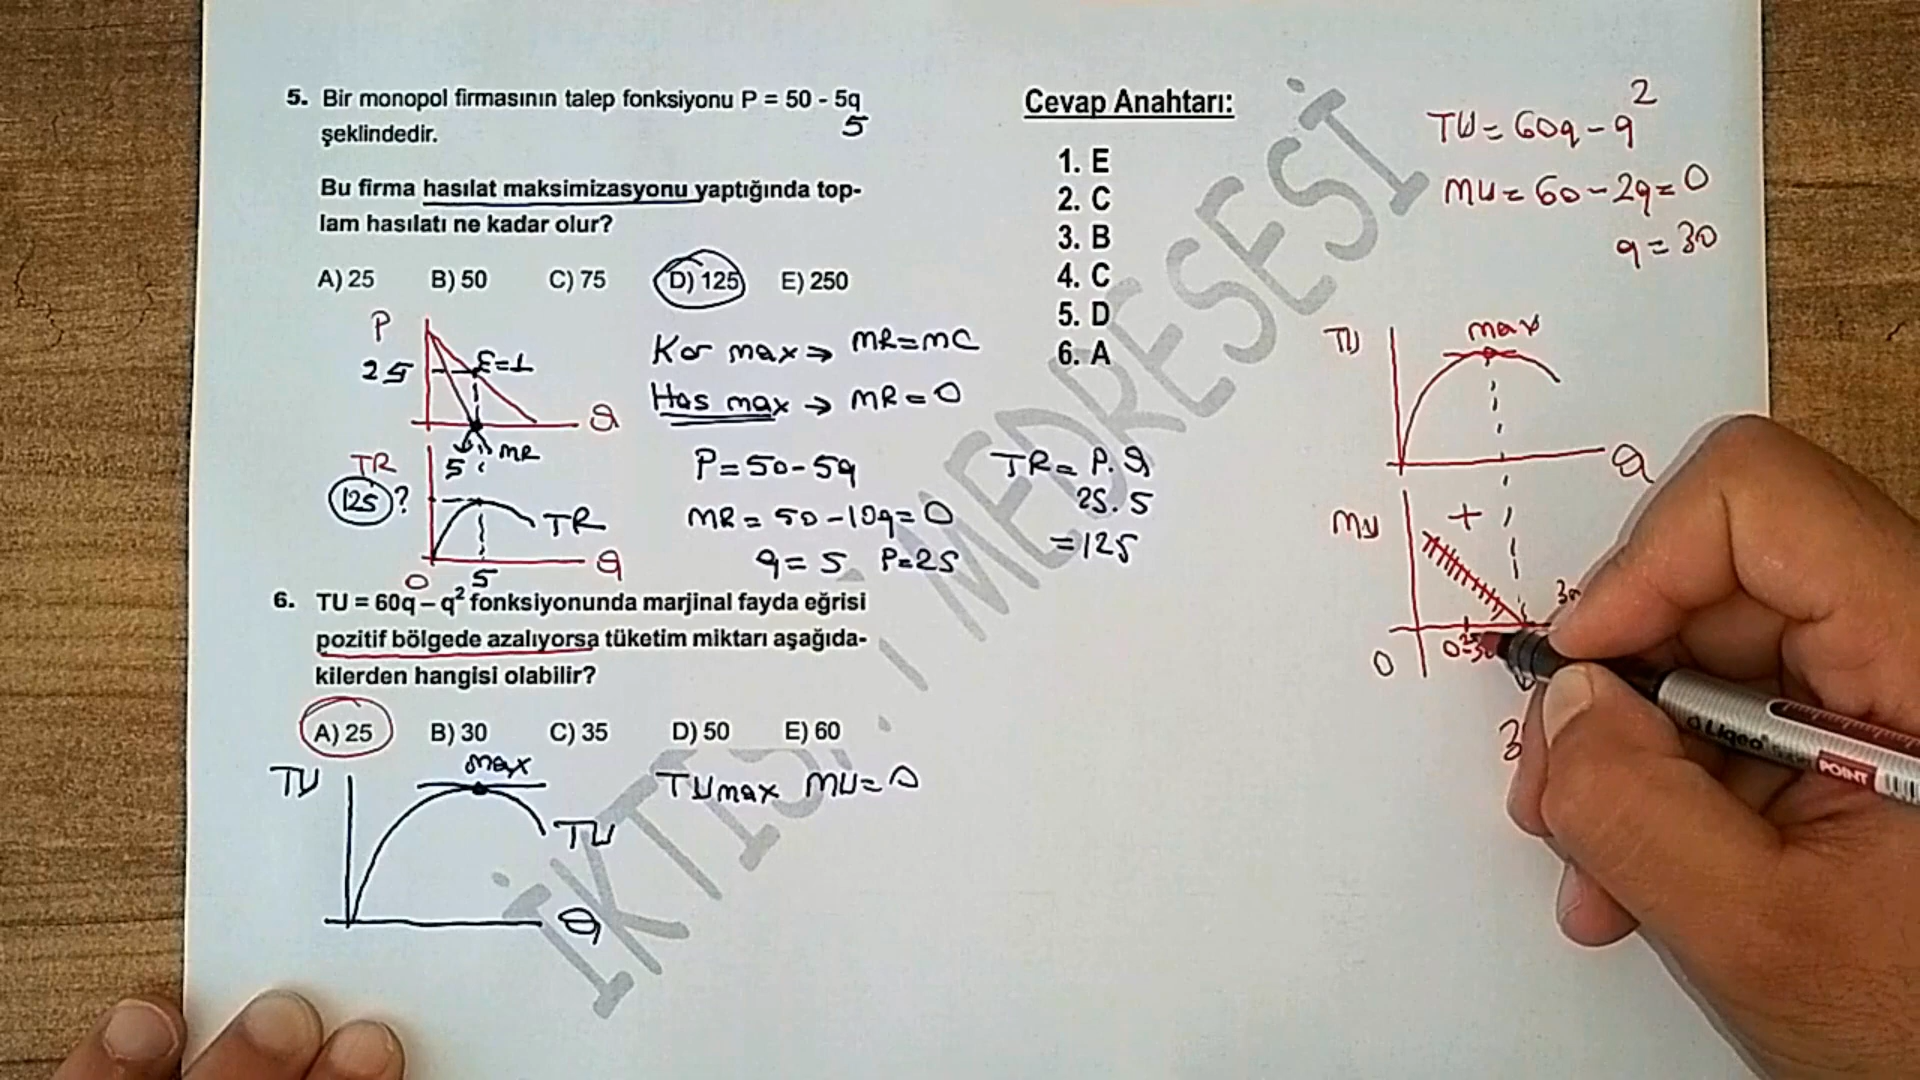 5. Bir monopol firmasının talep fonksiyonu P = 50 - 5q
5
şeklindedir.
Bu firma hasılat maksimizasyonu yaptığında top-
lam hasılatı ne kadar olur?
A) 25 B) 50 C) 75 D) 125 E) 250
P
25 E=1
Q
5 MR
TR
125 ?
TR
Q
0 5
Kar max ⇒ MR=MC
Has max → MR=0
P=50-5q
MR=50-10q=0
q=5 P=25
TR=P.Q
25.5
=125
6. TU = 60q – q² fonksiyonunda marjinal fayda eğrisi
pozitif bölgede azalıyorsa tüketim miktarı aşağıda-
kilerden hangisi olabilir?
A) 25 B) 30 C) 35 D) 50 E) 60
TU max
TU
Q
TUmax MU=0
Cevap Anahtarı:
1. E
2. C
3. B
4. C
5. D
6. A
TU=60q-q²
MU=60-2q=0
q=30
TU max
Q
MU +
0
MEDRESESİ
Liqeo
POINT